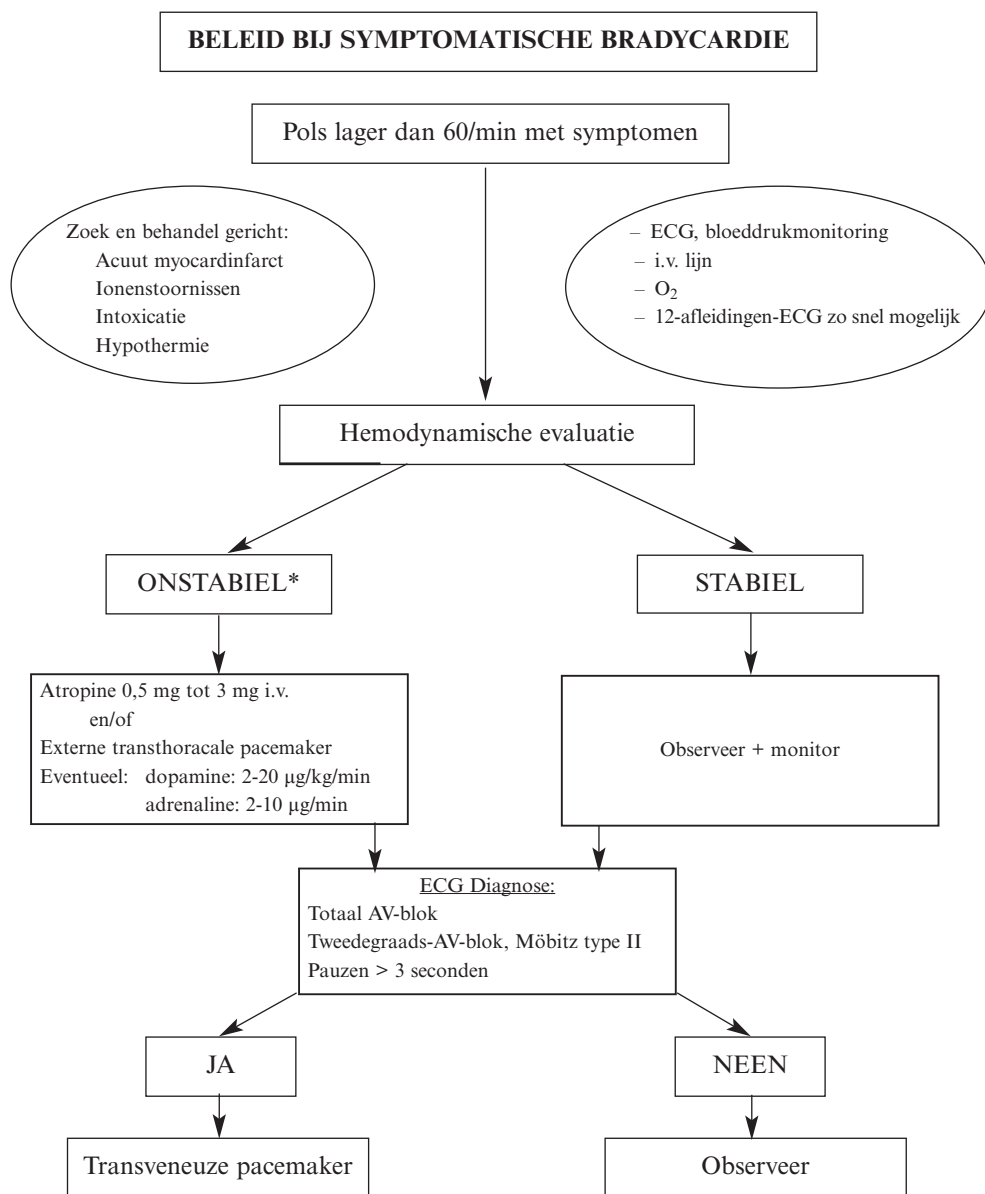 BELEID BIJ SYMPTOMATISCHE BRADYCARDIE
Pols lager dan 60/min met symptomen
Zoek en behandel gericht:
Acuut myocardinfarct
Ionenstoornissen
Intoxicatie
Hypothermie
– ECG, bloeddrukmonitoring
– i.v. lijn
– O₂
– 12-afleidingen-ECG zo snel mogelijk
Hemodynamische evaluatie
ONSTABIEL*
STABIEL
Atropine 0,5 mg tot 3 mg i.v.
en/of
Externe transthoracale pacemaker
Eventueel: dopamine: 2-20 µg/kg/min
adrenaline: 2-10 µg/min
Observeer + monitor
ECG Diagnose:
Totaal AV-blok
Tweedegraads-AV-blok, Möbitz type II
Pauzen > 3 seconden
JA
NEEN
Transveneuze pacemaker
Observeer